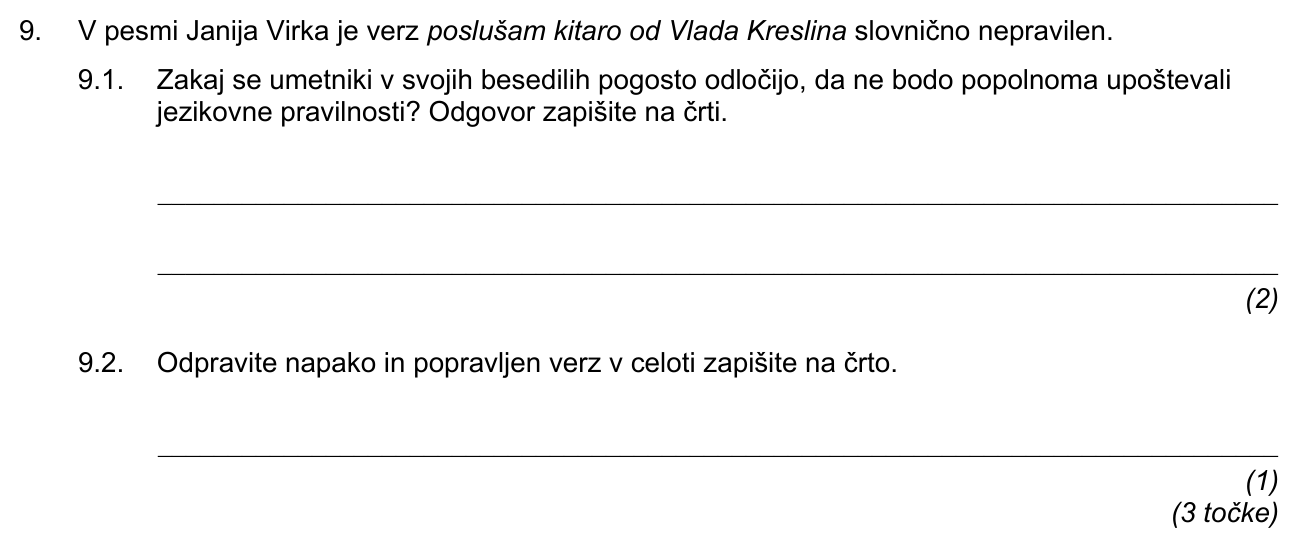 9. V pesmi Janija Virka je verz poslušam kitaro od Vlada Kreslina slovnično nepravilen.
9.1. Zakaj se umetniki v svojih besedilih pogosto odločijo, da ne bodo popolnoma upoštevali
jezikovne pravilnosti? Odgovor zapišite na črti.
(2)
9.2. Odpravite napako in popravljen verz v celoti zapišite na črto.
(1)
(3 točke)